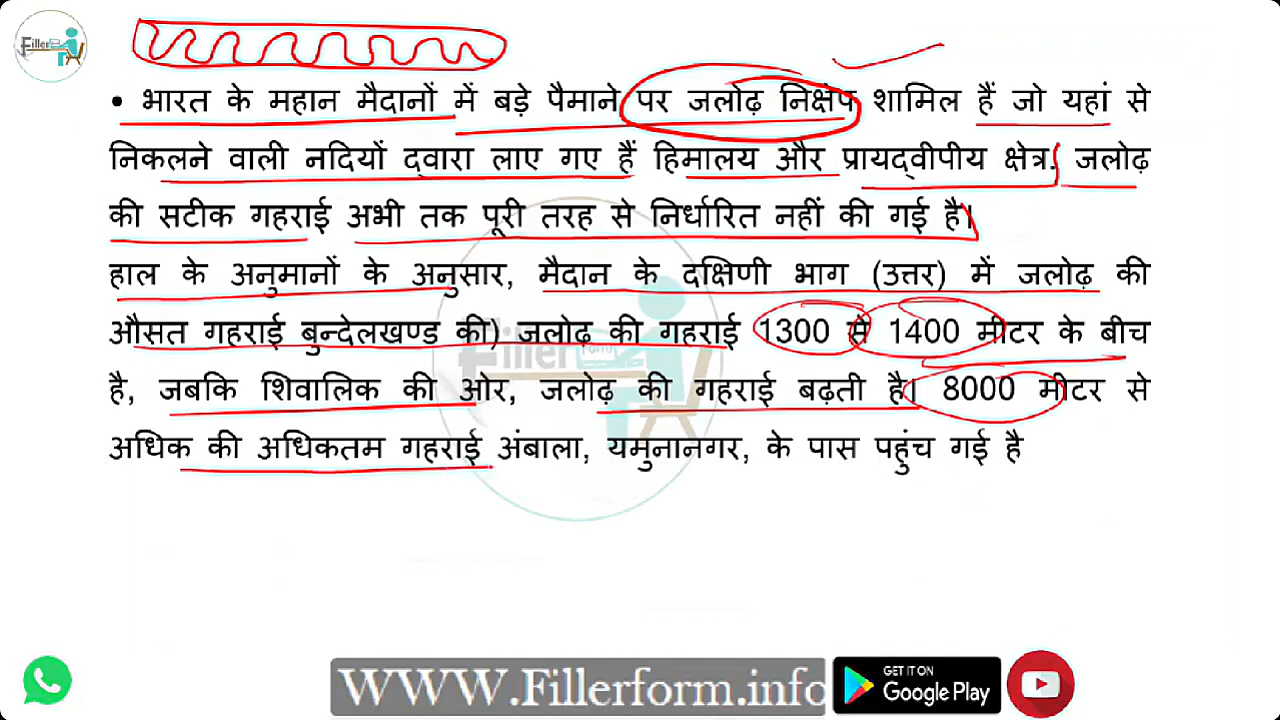 Filler
• भारत के महान मैदानों में बड़े पैमाने पर जलोढ़ निक्षेप शामिल हैं जो यहां से
निकलने वाली नदियों द्वारा लाए गए हैं हिमालय और प्रायद्वीपीय क्षेत्र. जलोढ़
की सटीक गहराई अभी तक पूरी तरह से निर्धारित नहीं की गई है।
हाल के अनुमानों के अनुसार, मैदान के दक्षिणी भाग (उत्तर) में जलोढ़ की
औसत गहराई बुन्देलखण्ड की) जलोढ़ की गहराई 1300 से 1400 मीटर के बीच
है, जबकि शिवालिक की ओर, जलोढ़ की गहराई बढ़ती है। 8000 मीटर से
अधिक की अधिकतम गहराई अंबाला, यमुनानगर, के पास पहुंच गई है
Filler Form
WWW.Fillerform.info
GET IT ON
Google Play